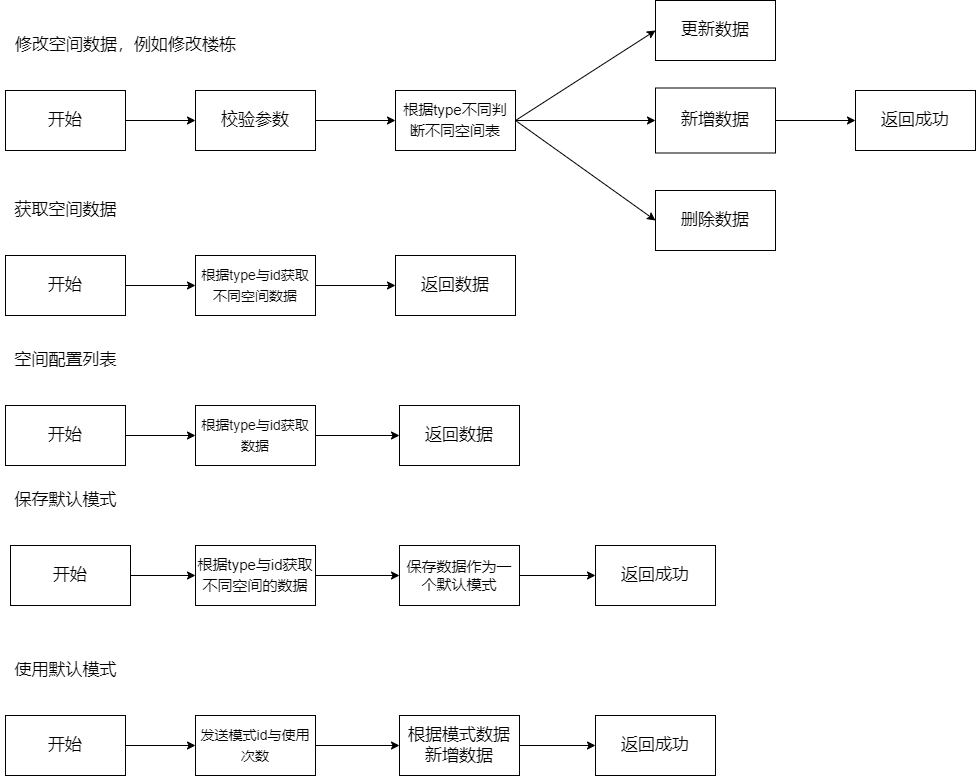 修改空间数据，例如修改楼栋
更新数据
开始
校验参数
根据type不同判
断不同空间表
新增数据
返回成功
删除数据
获取空间数据
开始
根据type与id获取
不同空间数据
返回数据
空间配置列表
开始
根据type与id获取
数据
返回数据
保存默认模式
开始
根据type与id获取
不同空间的数据
保存数据作为一
个默认模式
返回成功
使用默认模式
开始
发送模式id与使用
次数
根据模式数据
新增数据
返回成功